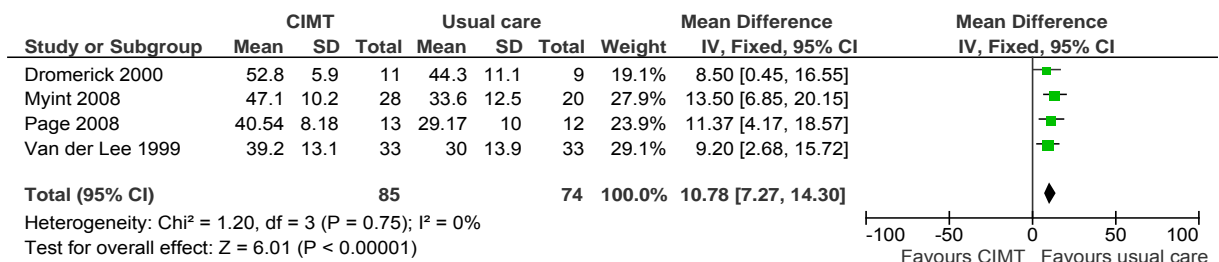 CIMT Usual care Mean Difference Mean Difference
Study or Subgroup Mean SD Total Mean SD Total Weight IV, Fixed, 95% CI IV, Fixed, 95% CI
Dromerick 2000 52.8 5.9 11 44.3 11.1 9 19.1% 8.50 [0.45, 16.55]
Myint 2008 47.1 10.2 28 33.6 12.5 20 27.9% 13.50 [6.85, 20.15]
Page 2008 40.54 8.18 13 29.17 10 12 23.9% 11.37 [4.17, 18.57]
Van der Lee 1999 39.2 13.1 33 30 13.9 33 29.1% 9.20 [2.68, 15.72]
Total (95% CI) 85 74 100.0% 10.78 [7.27, 14.30]
Heterogeneity: Chi² = 1.20, df = 3 (P = 0.75); I² = 0%
Test for overall effect: Z = 6.01 (P < 0.00001)
-100 -50 0 50 100
Favours CIMT Favours usual care